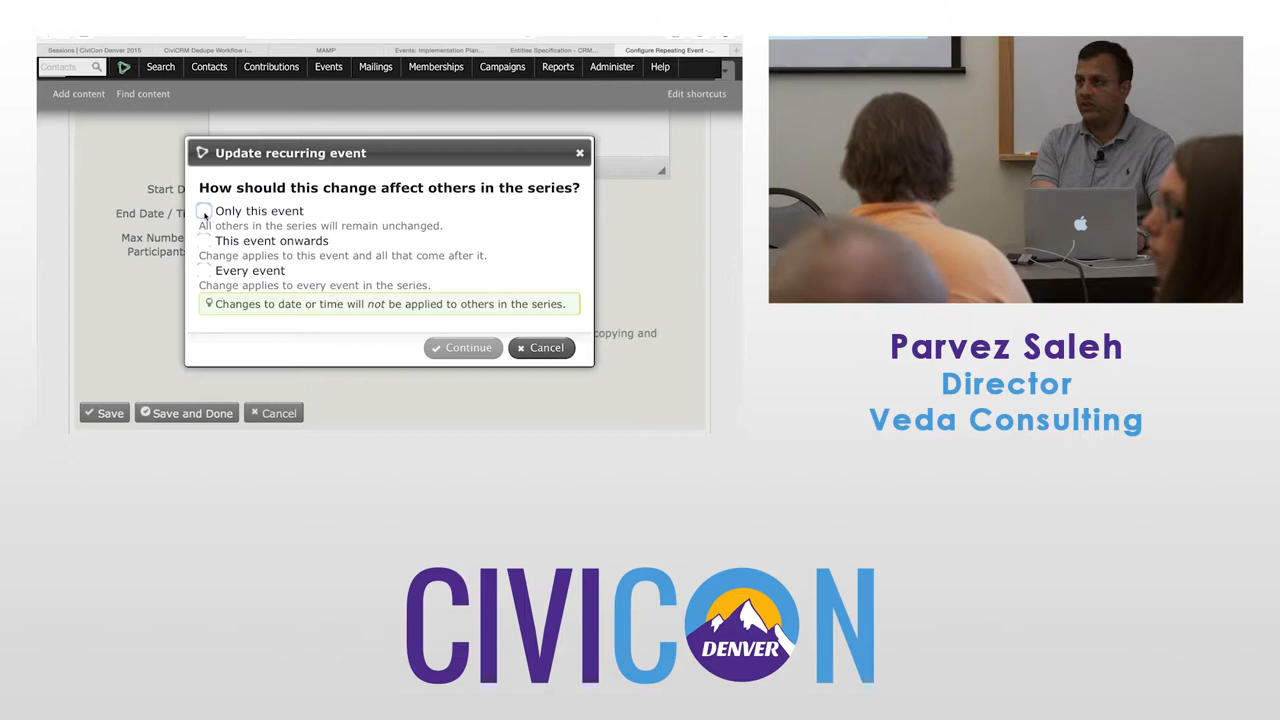 Sessions | CiviCon Denver 2015
CiviCRM Dedupe Workflow I...
MAMP
Events: Implementation Plan...
Entities Specification - CRM...
Configure Repeating Event -...
Contacts
Search
Contacts
Contributions
Events
Mailings
Memberships
Campaigns
Reports
Administer
Help
Add content
Find content
Edit shortcuts
Update recurring event
How should this change affect others in the series?
Only this event
All others in the series will remain unchanged.
This event onwards
Change applies to this event and all that come after it.
Every event
Change applies to every event in the series.
Changes to date or time will not be applied to others in the series.
Continue
Cancel
Start D
End Date / Ti
Max Number
Participants
copying and
Save
Save and Done
Cancel
Parvez Saleh
Director
Veda Consulting
CIVICON
DENVER